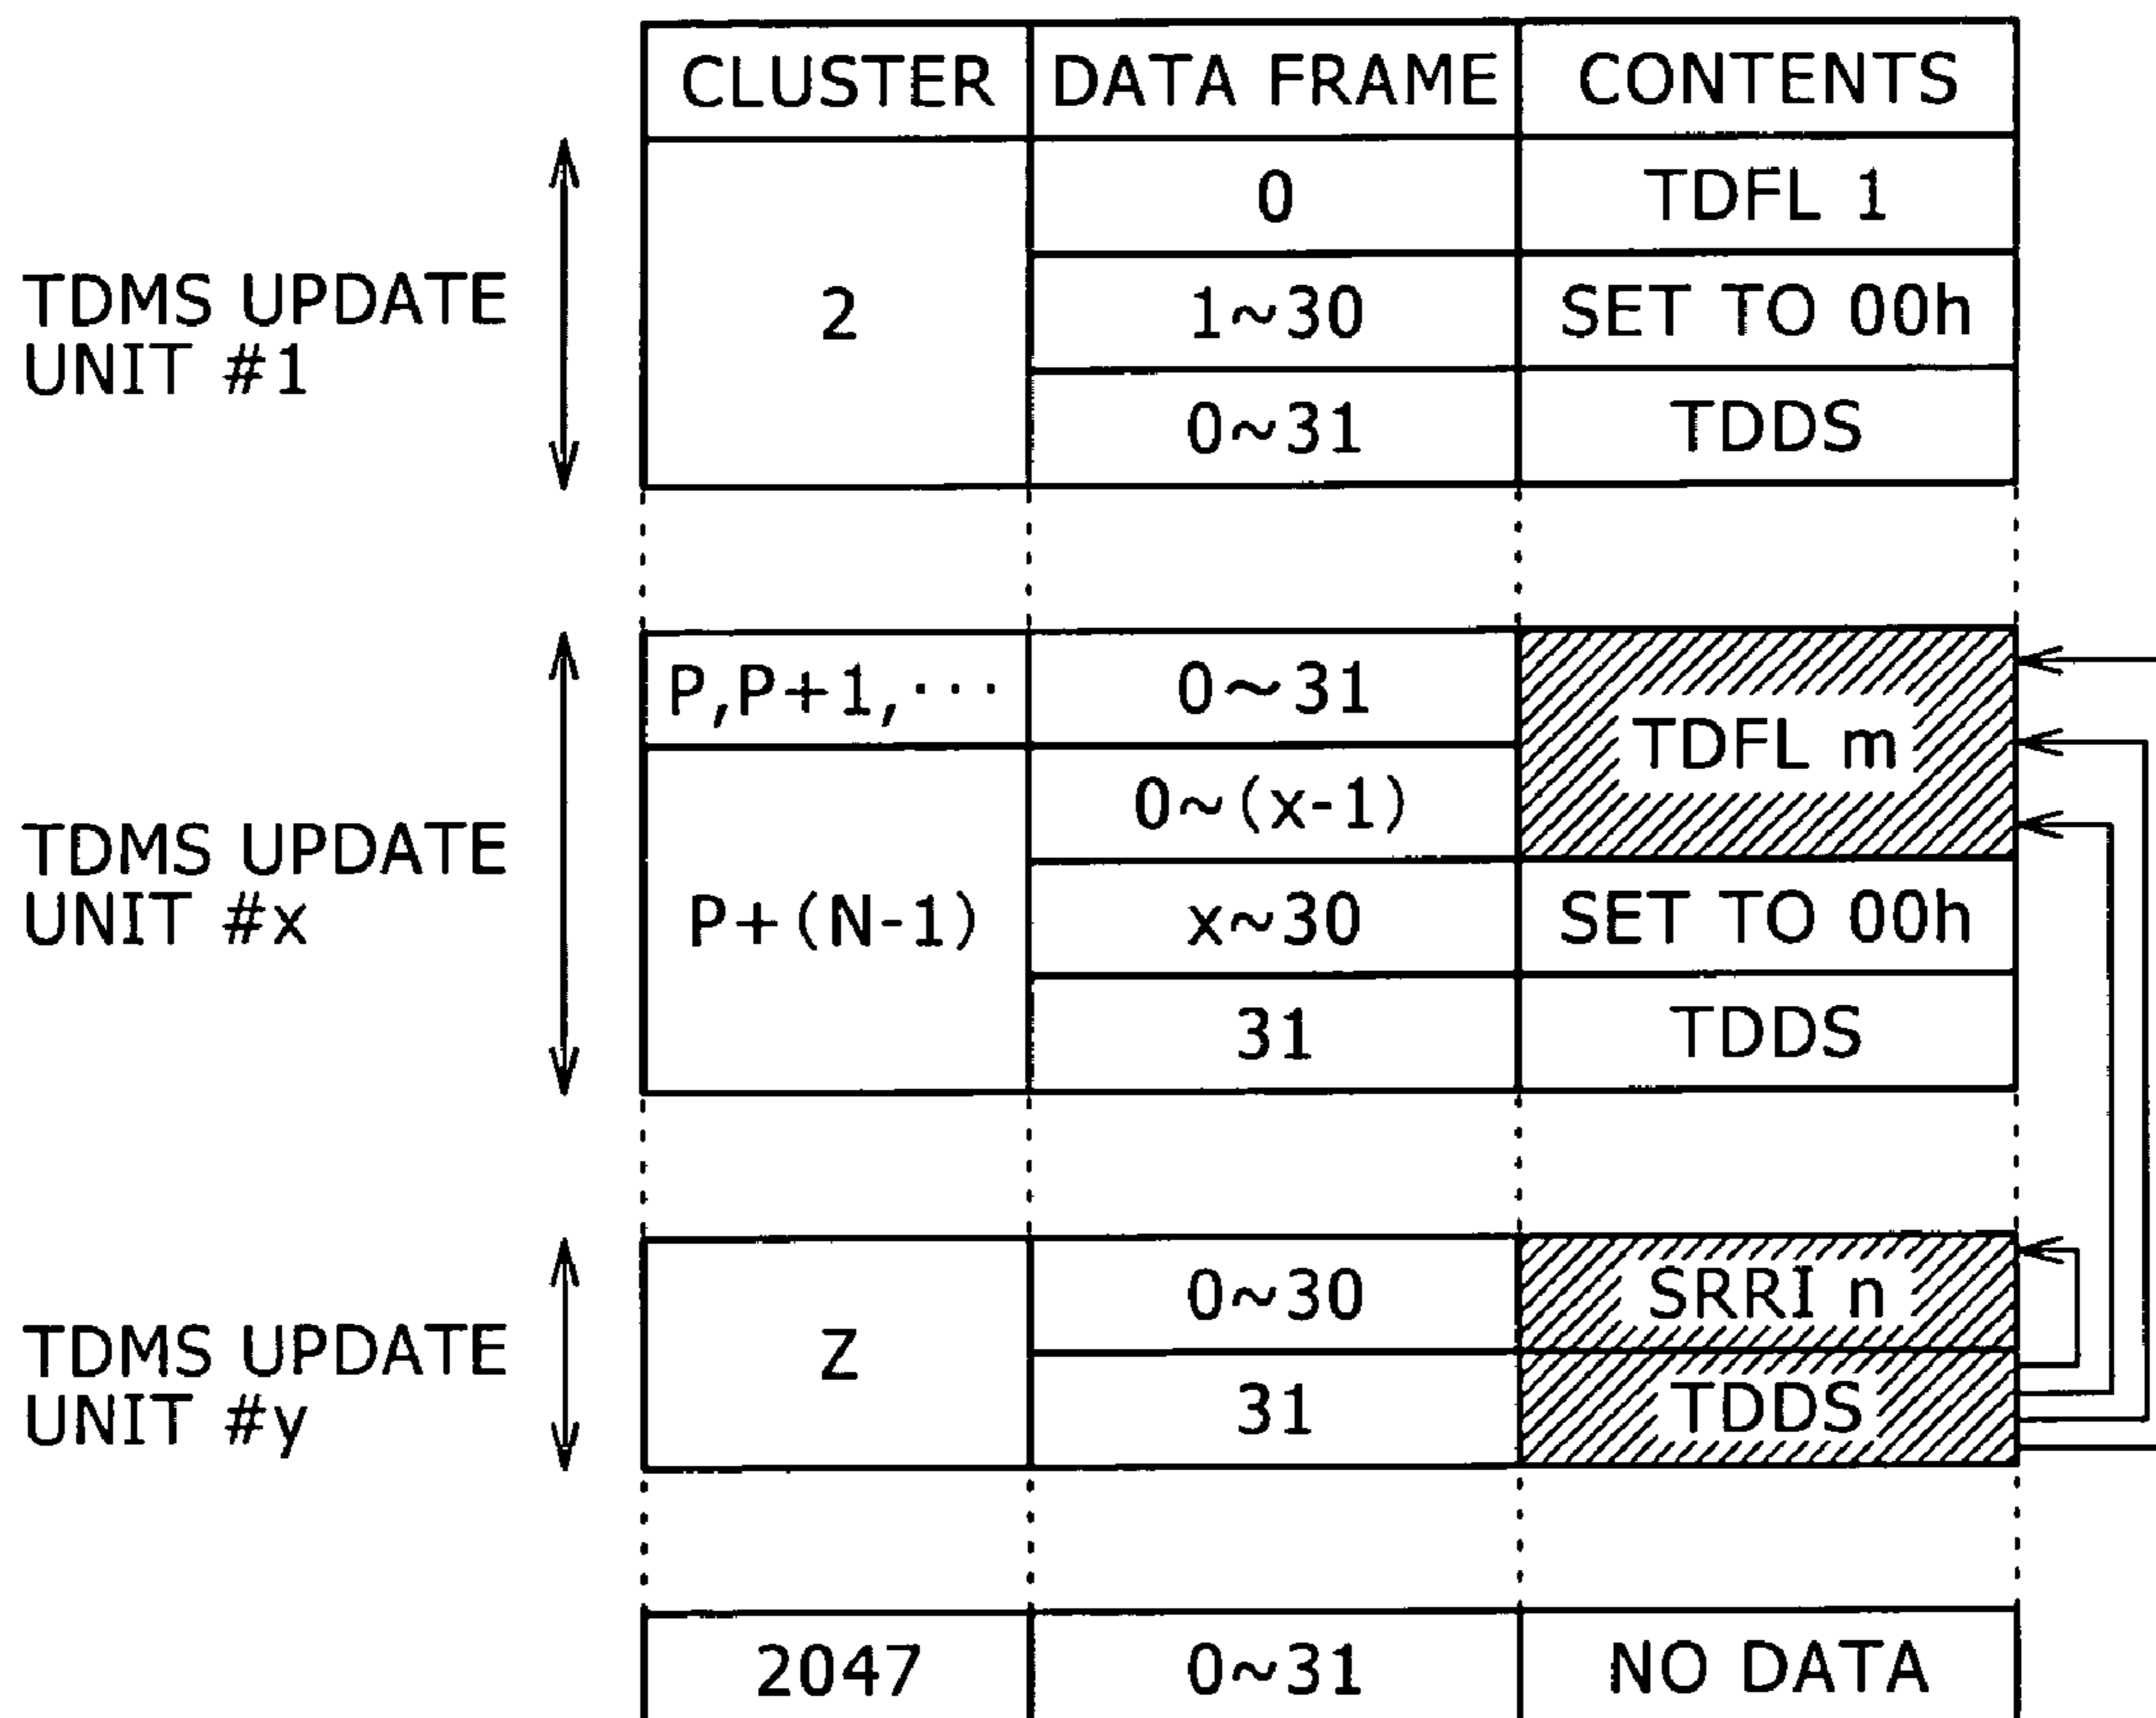 CLUSTER DATA FRAME CONTENTS
TDMS UPDATE
UNIT #1
2
0 TDFL 1
1~30 SET TO 00h
0~31 TDDS
TDMS UPDATE
UNIT #x
P,P+1,··· 0~31
TDFL m
0~(x-1)
P+(N-1) x~30 SET TO 00h
31 TDDS
TDMS UPDATE
UNIT #y
Z
0~30 SRRI n
31 TDDS
2047 0~31 NO DATA